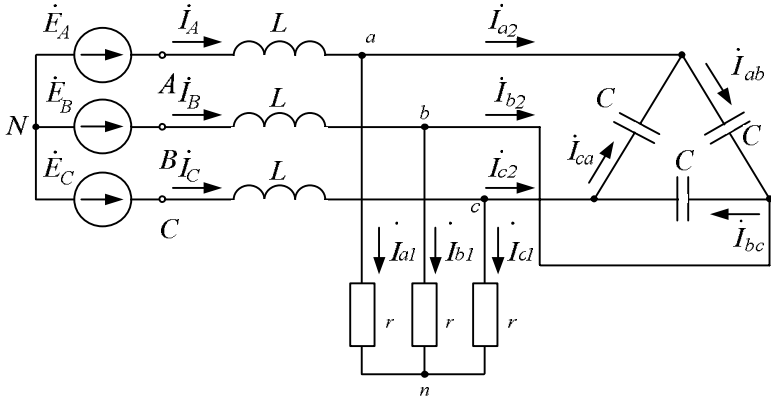 Ė_A İ_A L a İ_a2
Ė_B A İ_B L b İ_b2 C İ_ab
N
Ė_C B İ_C L c İ_c2 İ_ca C C
C İ_bc
İ_a1 İ_b1 İ_c1
r r r
n